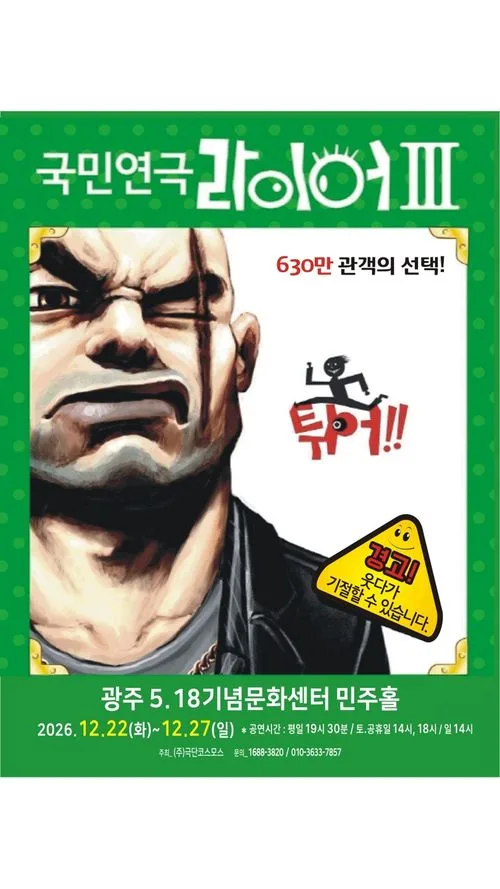 국민연극 라이어 III
630만 관객의 선택!
튀어!!
경고!
웃다가
기절할 수 있습니다.
광주 5.18기념문화센터 민주홀
2026. 12.22(화)~12.27(일) * 공연시간 : 평일 19시 30분 / 토.공휴일 14시, 18시 / 일 14시
주최_ (주)극단코스모스 문의_ 1688-3820 / 010-3633-7857